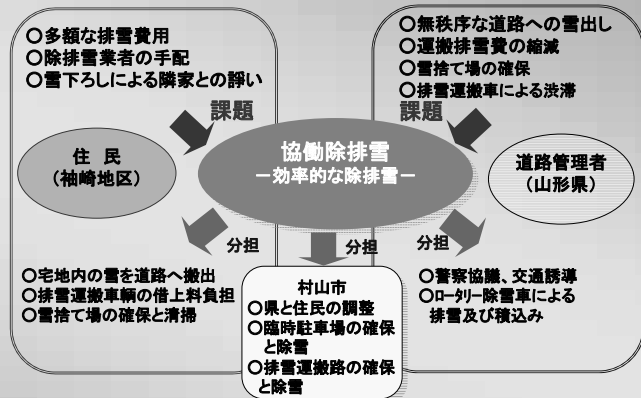 ○多額な排雪費用
○除排雪業者の手配
○雪下ろしによる隣家との諍い
課題
住 民
(袖崎地区)
○無秩序な道路への雪出し
○運搬排雪費の縮減
○雪捨て場の確保
○排雪運搬車による渋滞
課題
協働除排雪
－効率的な除排雪－
道路管理者
(山形県)
分担
分担
分担
○宅地内の雪を道路へ搬出
○排雪運搬車輌の借上料負担
○雪捨て場の確保と清掃
村山市
○県と住民の調整
○臨時駐車場の確保
と除雪
○排雪運搬路の確保
と除雪
○警察協議、交通誘導
○ロータリー除雪車による
排雪及び積込み